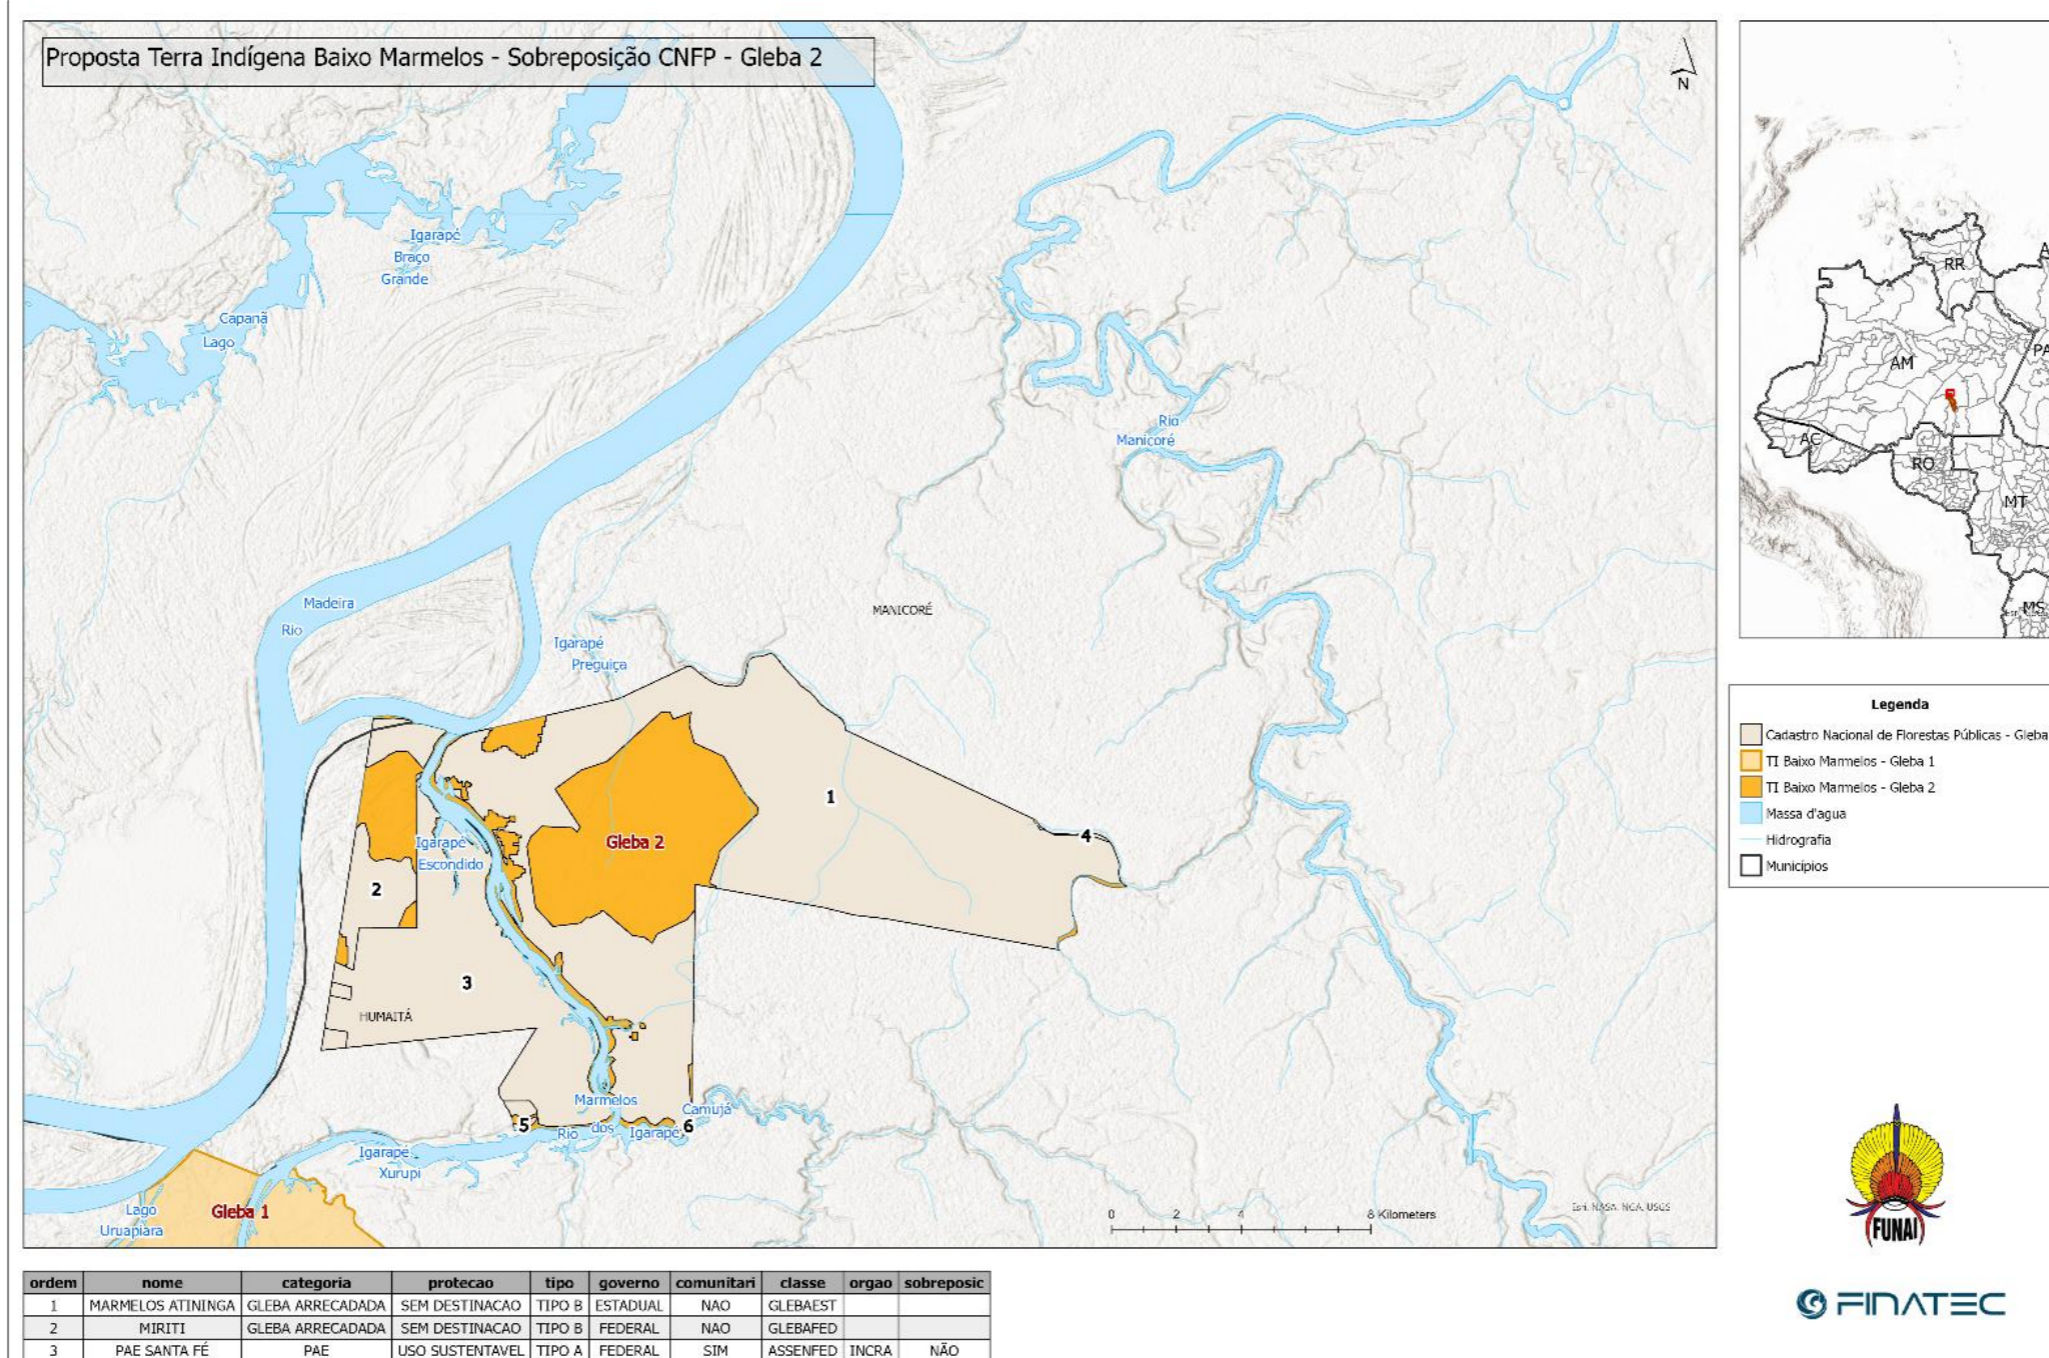 Proposta Terra Indígena Baixo Marmelos - Sobreposição CNFP - Gleba 2
N
Igarapé
Braço
Grande
Capanã
Lago
Rio
Manicoré
Madeira
Rio
MANICORÉ
Igarapé
Preguiça
1
4
Gleba 2
Igarapé
Escondido
2
3
HUMAITÁ
Marmelos
Camujá
5
Rio dos Igarapé 6
Igarape
Xurupi
Lago
Uruapiara
Gleba 1
0 2 4 8 Kilometers
Esri, NASA, NGA, USGS
RR
AM
PA
AC
RO
MT
MS
Legenda
Cadastro Nacional de Florestas Públicas - Gleba
TI Baixo Marmelos - Gleba 1
TI Baixo Marmelos - Gleba 2
Massa d'agua
Hidrografia
Municípios
FUNAI
FINATEC
ordem nome categoria protecao tipo governo comunitari classe orgao sobreposic
1 MARMELOS ATININGA GLEBA ARRECADADA SEM DESTINACAO TIPO B ESTADUAL NAO GLEBAEST
2 MIRITI GLEBA ARRECADADA SEM DESTINACAO TIPO B FEDERAL NAO GLEBAFED
3 PAE SANTA FÉ PAE USO SUSTENTAVEL TIPO A FEDERAL SIM ASSENFED INCRA NÃO